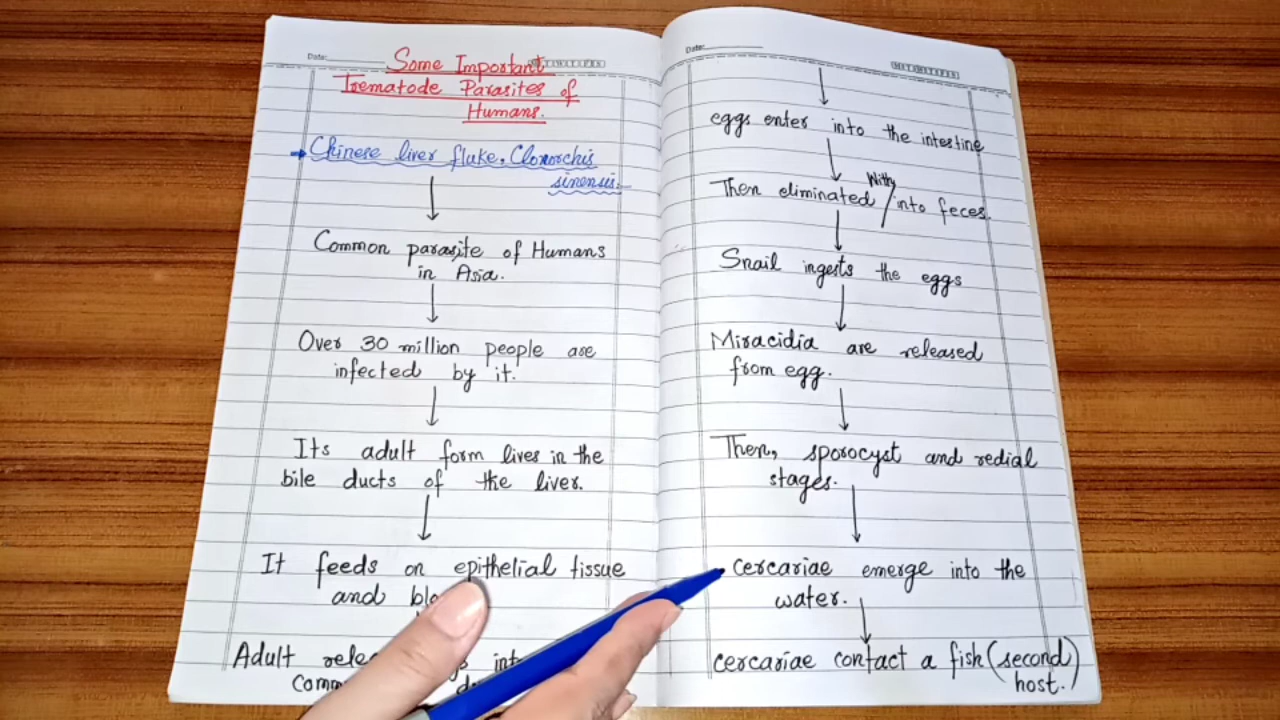 Date:
Some Important
Trematode Parasites of
Humans.
Chinese liver fluke, Clonorchis
sinensis.
Common parasite of Humans
in Asia.
Over 30 million people are
infected by it.
Its adult form lives in the
bile ducts of the liver.
It feeds on epithelial tissue
and
Adult
Date:
eggs enter into the intestine
Then eliminated / into feces.
With
Snail ingests the eggs
Miracidia are released
from egg.
Then, sporocyst and redial
stages.
cercariae emerge into the
water.
cercariae contact a fish (second
host.)